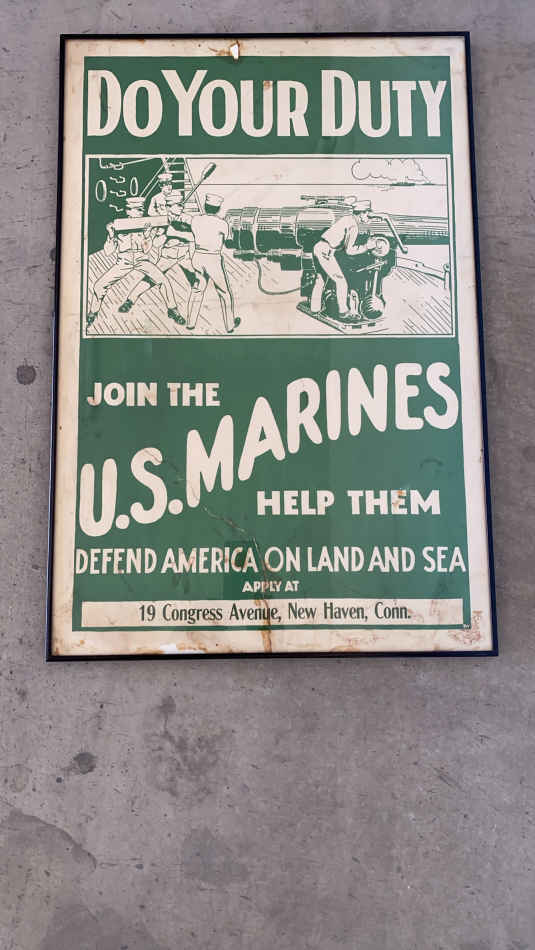 DO YOUR DUTY
JOIN THE
U.S. MARINES
HELP THEM
DEFEND AMERICA ON LAND AND SEA
APPLY AT
19 Congress Avenue, New Haven, Conn.